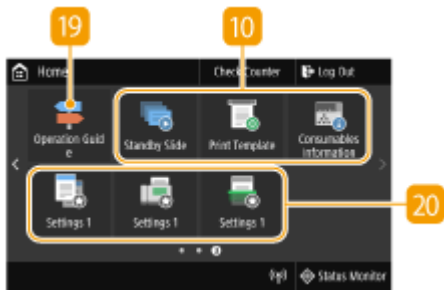 19
10
Home
Check Counter
Log Out
Operation Guid
e
Standby Slide
Print Template
Consumables
Information
Settings 1
Settings 1
Settings 1
20
3
Status Monitor